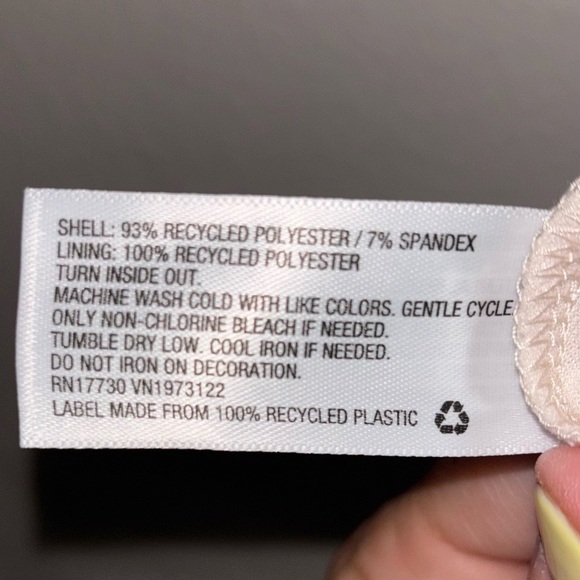 SHELL: 93% RECYCLED POLYESTER / 7% SPANDEX
LINING: 100% RECYCLED POLYESTER
TURN INSIDE OUT.
MACHINE WASH COLD WITH LIKE COLORS. GENTLE CYCLE
ONLY NON-CHLORINE BLEACH IF NEEDED.
TUMBLE DRY LOW. COOL IRON IF NEEDED.
DO NOT IRON ON DECORATION.
RN17730 VN1973122
LABEL MADE FROM 100% RECYCLED PLASTIC